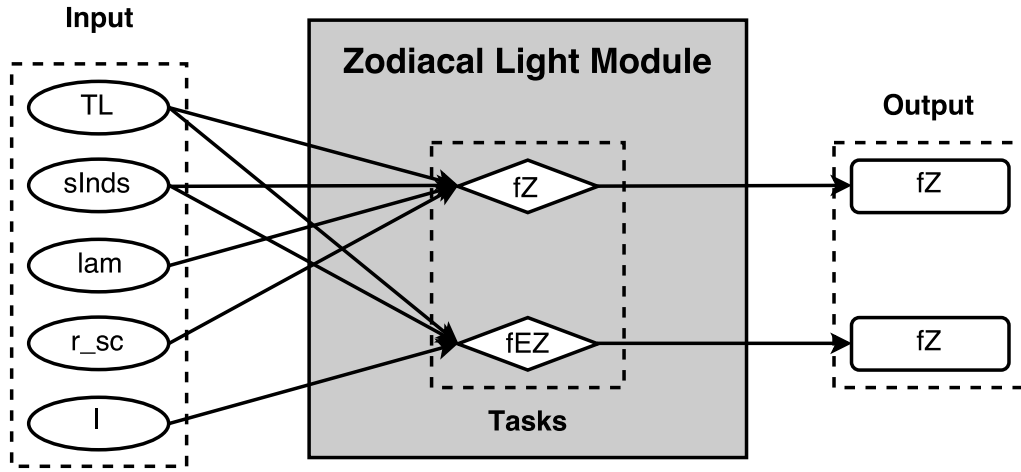 Input
Zodiacal Light Module
Output
TL
sInds
lam
r_sc
I
fZ
fEZ
Tasks
fZ
fZ